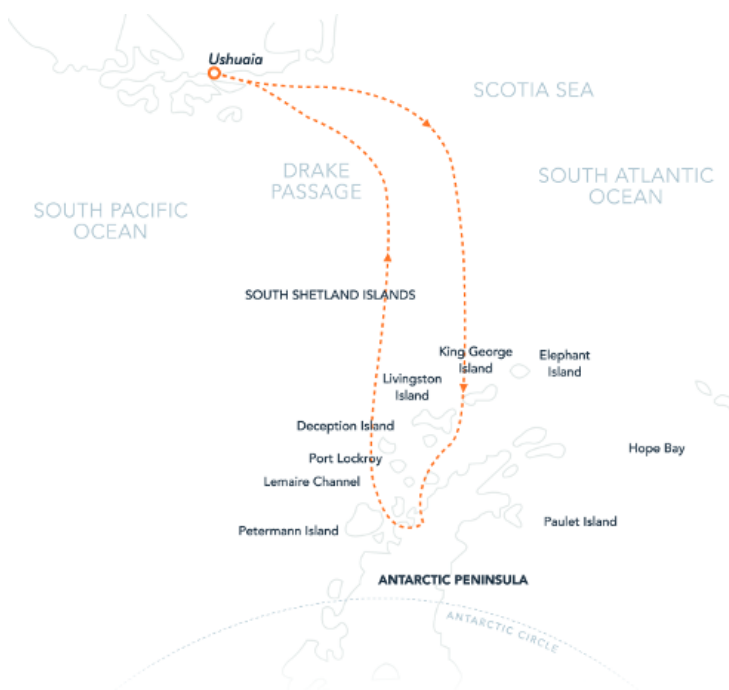 Ushuaia
SCOTIA SEA
DRAKE
PASSAGE
SOUTH ATLANTIC
OCEAN
SOUTH PACIFIC
OCEAN
SOUTH SHETLAND ISLANDS
King George
Island
Elephant
Island
Livingston
Island
Deception Island
Hope Bay
Port Lockroy
Lemaire Channel
Paulet Island
Petermann Island
ANTARCTIC PENINSULA
ANTARCTIC CIRCLE